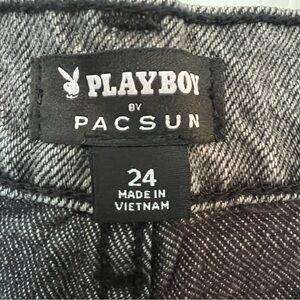 PLAYBOY
BY
PACSUN
24
MADE IN
VIETNAM